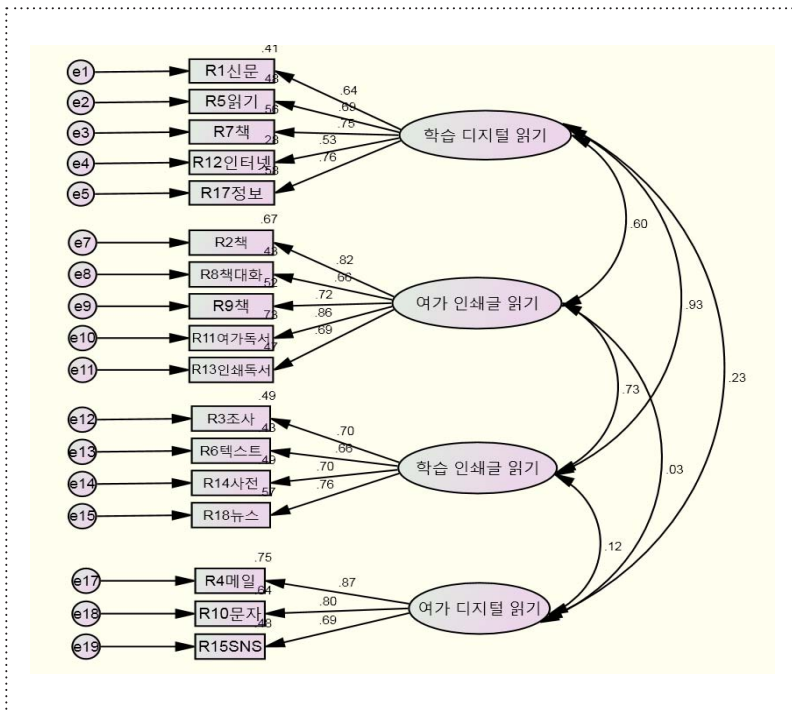 .41
e1 R1신문
.48 .64
e2 R5읽기
.56 .69
e3 R7책 .75 학습 디지털 읽기
.28 .53
e4 R12인터넷
.58 .76
e5 R17정보
.60
.67
e7 R2책
.43 .82
e8 R8책대화
.52 .66
e9 R9책 .72 여가 인쇄글 읽기 .93
.73 .86
e10 R11여가독서
.47 .69
e11 R13인쇄독서
.23
.73
.49
e12 R3조사
.43 .70
e13 R6텍스트 .66
.49 학습 인쇄글 읽기
e14 R14사전 .70 .03
.57 .76
e15 R18뉴스
.12
.75
e17 R4메일 .87
.64
e18 R10문자 .80 여가 디지털 읽기
.48 .69
e19 R15SNS